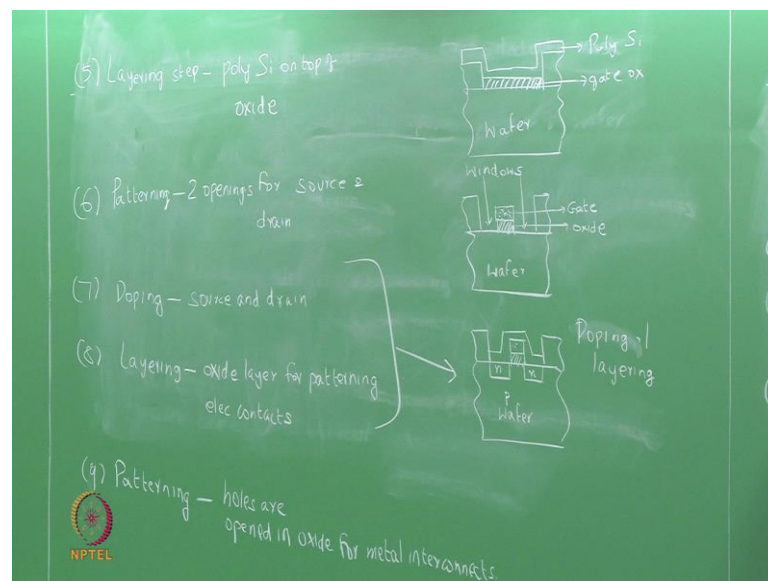 (5) Layering step – poly Si on top of
oxide
Poly Si
gate ox
Wafer
(6) Patterning – 2 openings for source &
drain
Windows
Gate
oxide
Wafer
(7) Doping – source and drain
(8) Layering – oxide layer for patterning
elec contacts
Doping /
layering
n n
P
Wafer
(9) Patterning – holes are
opened in oxide for metal interconnects.
NPTEL